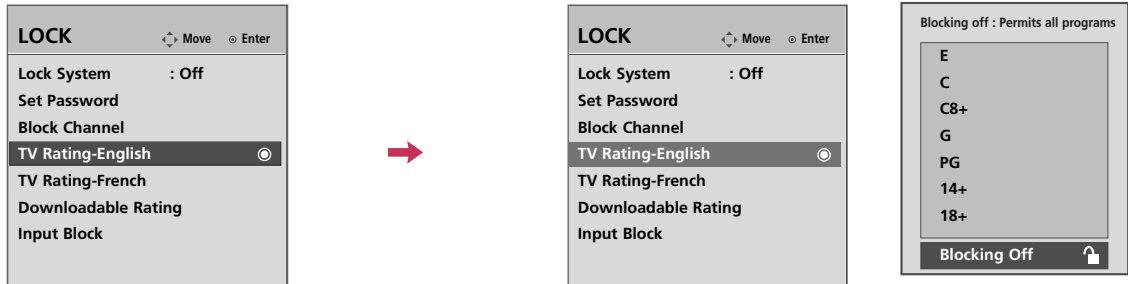 LOCK Move Enter
Lock System : Off
Set Password
Block Channel
TV Rating-English
TV Rating-French
Downloadable Rating
Input Block
LOCK Move Enter
Lock System : Off
Set Password
Block Channel
TV Rating-English
TV Rating-French
Downloadable Rating
Input Block
Blocking off : Permits all programs
E
C
C8+
G
PG
14+
18+
Blocking Off